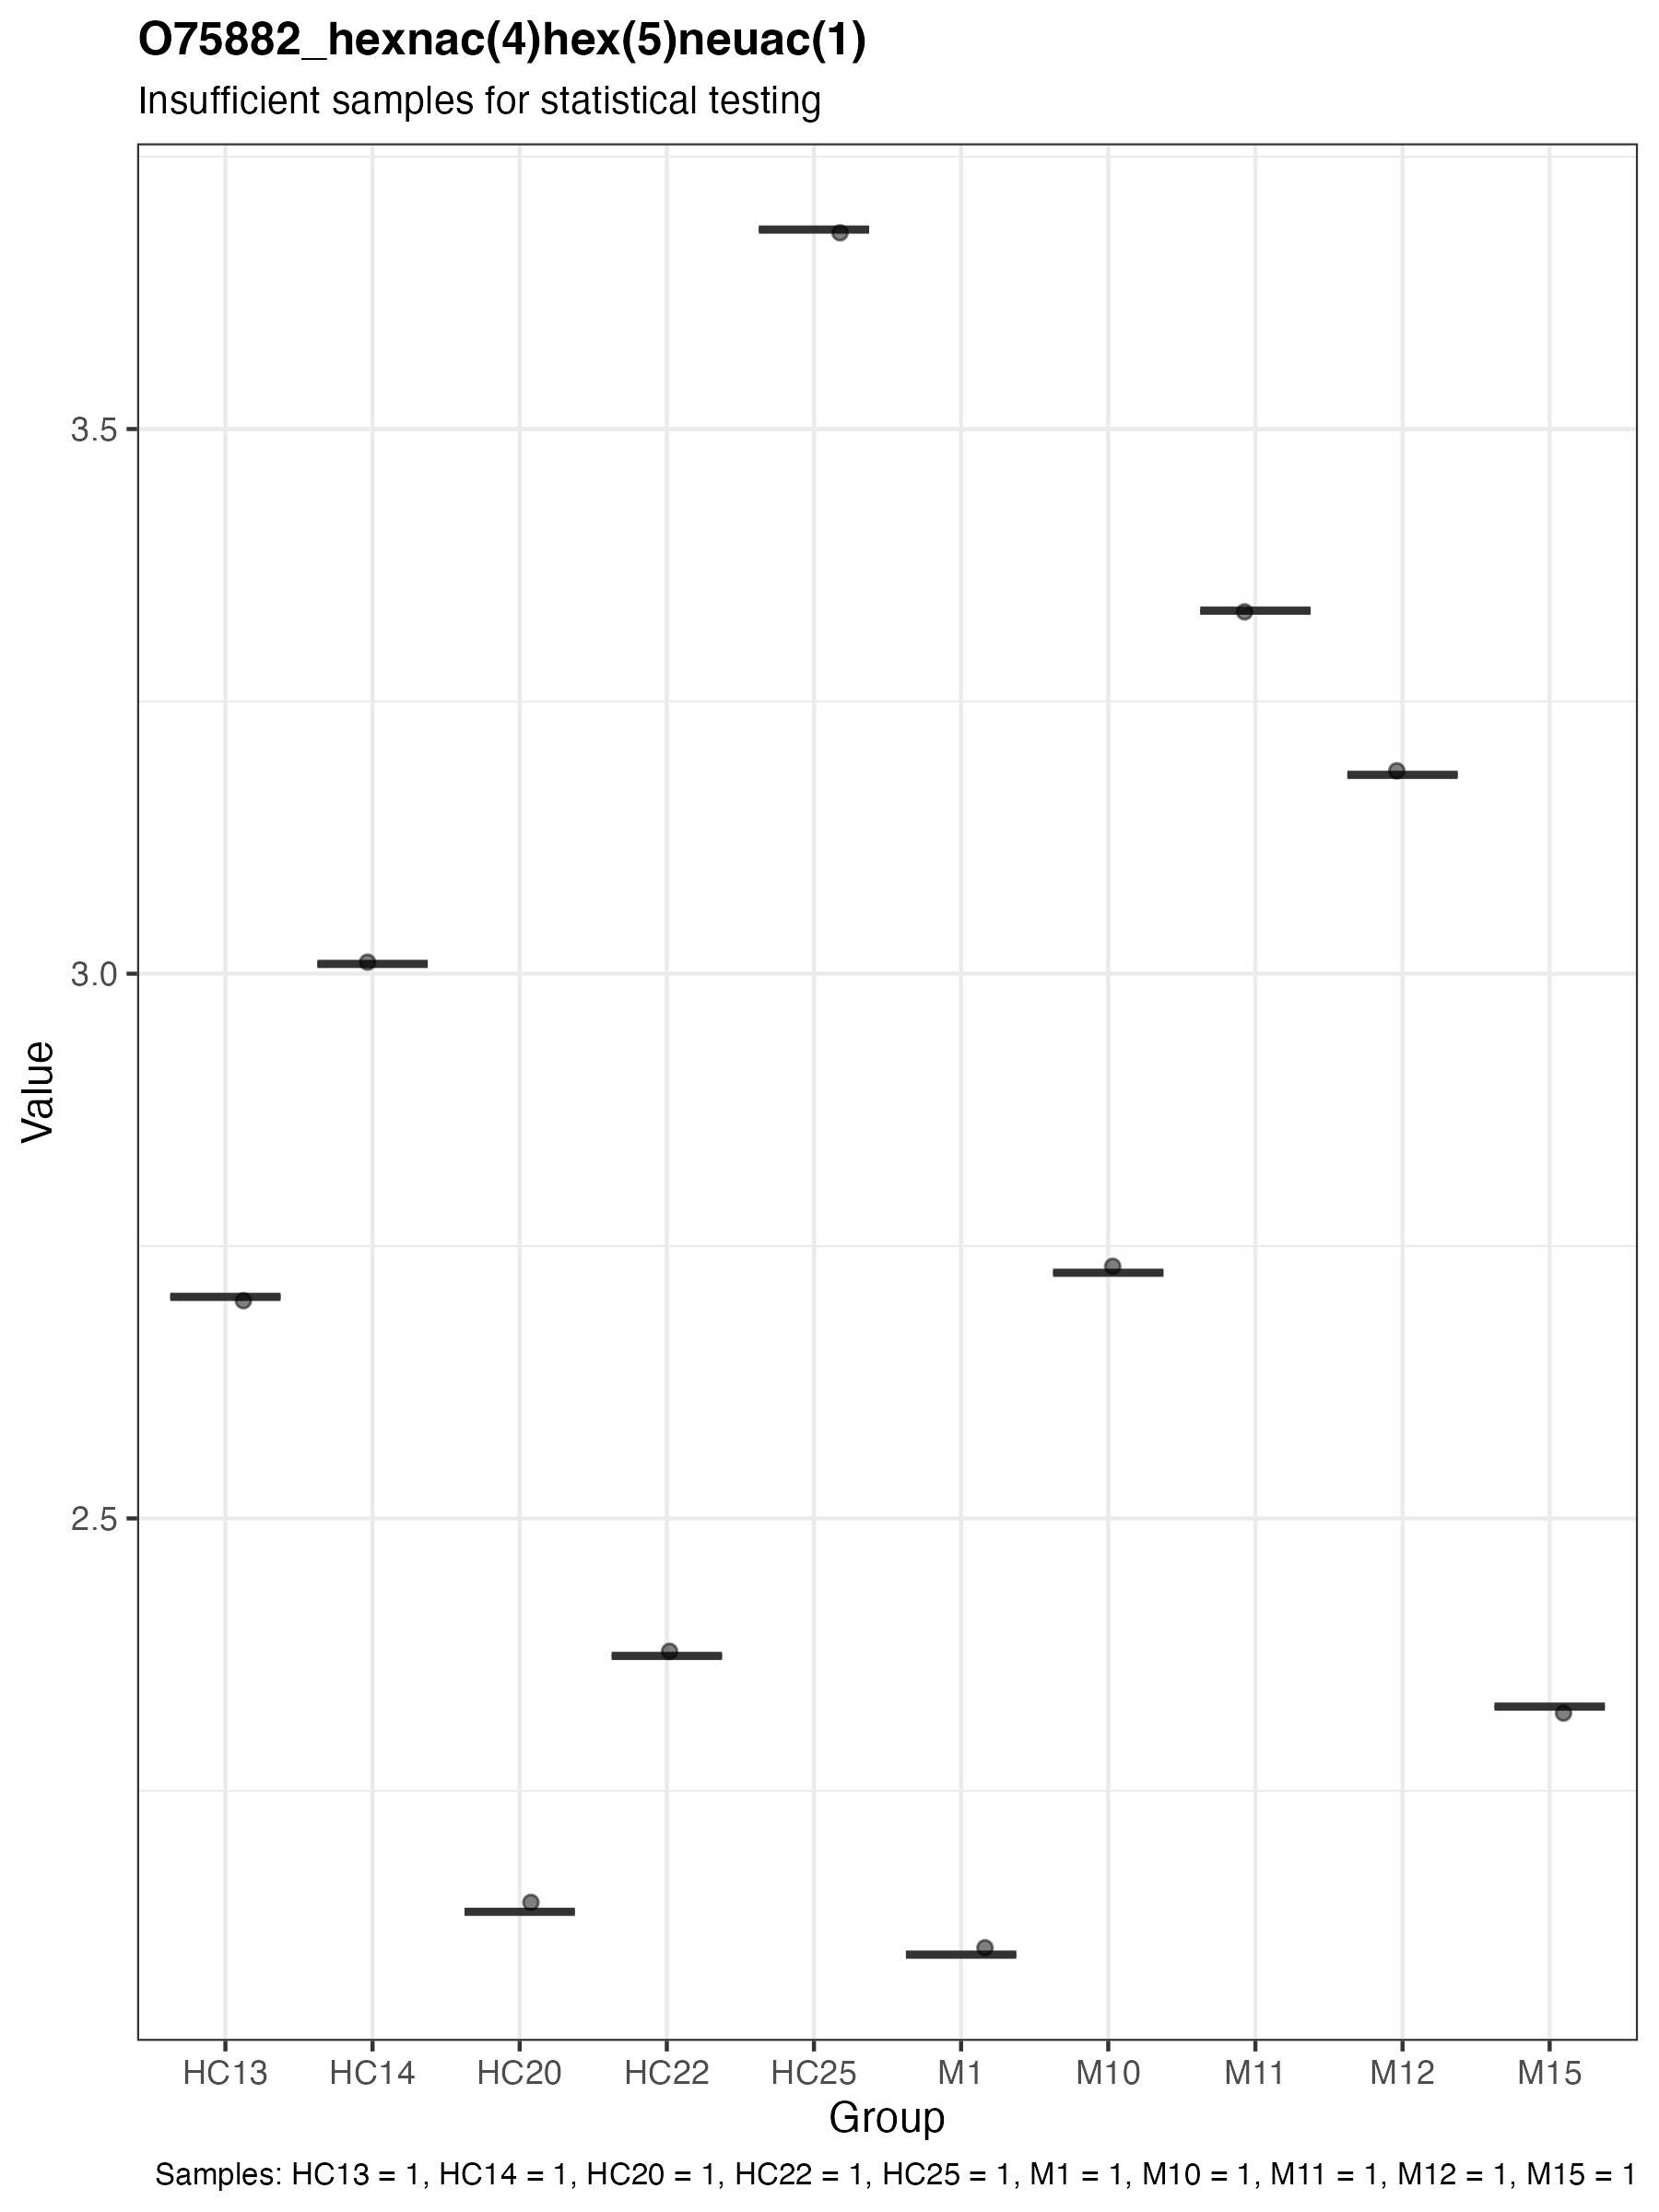 O75882_hexnac(4)hex(5)neuac(1)
Insufficient samples for statistical testing
3.5
3.0
2.5
Value
HC13 HC14 HC20 HC22 HC25 M1 M10 M11 M12 M15
Group
Samples: HC13 = 1, HC14 = 1, HC20 = 1, HC22 = 1, HC25 = 1, M1 = 1, M10 = 1, M11 = 1, M12 = 1, M15 = 1